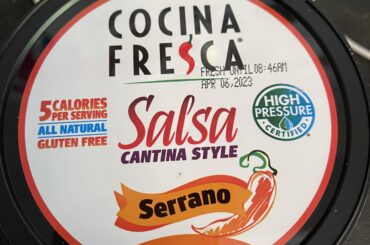 COCINA
FRESCA®
FRESH UNTIL 08:46AM
APR 06,2023
5 CALORIES
PER SERVING
ALL NATURAL
GLUTEN FREE
Salsa
CANTINA STYLE
HIGH
PRESSURE
CERTIFIED
Serrano